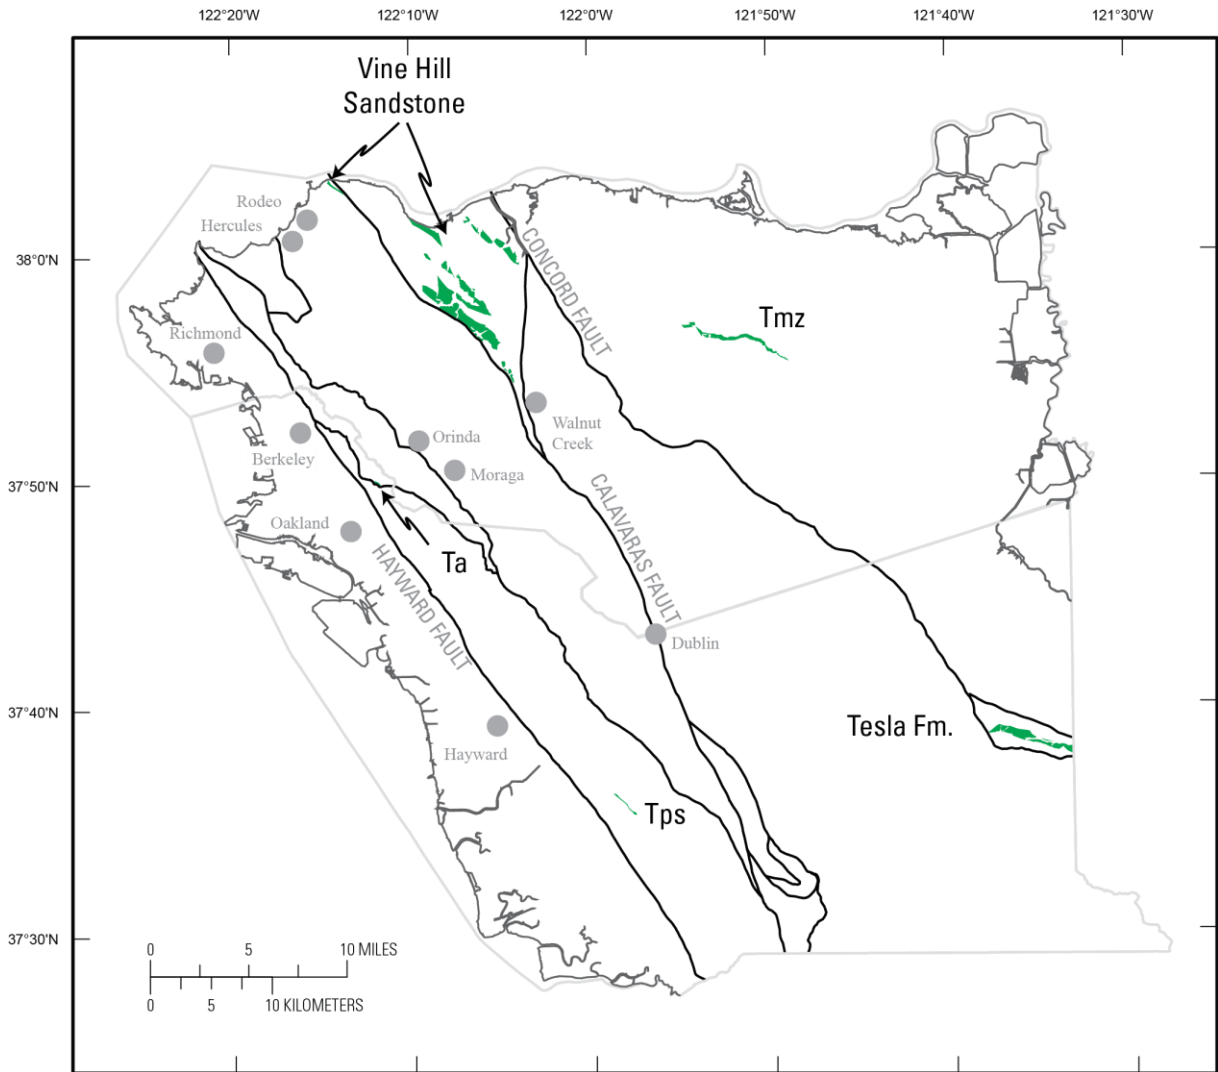 122°20'W
122°10'W
122°0'W
121°50'W
121°40'W
121°30'W
Vine Hill
Sandstone
Rodeo
Hercules
38°0'N
CONCORD FAULT
Tmz
Richmond
Walnut
Creek
Orinda
Berkeley
Moraga
37°50'N
CALAVARAS FAULT
Oakland
Ta
HAYWARD FAULT
Dublin
37°40'N
Tesla Fm.
Hayward
Tps
37°30'N
0 5 10 MILES
0 5 10 KILOMETERS